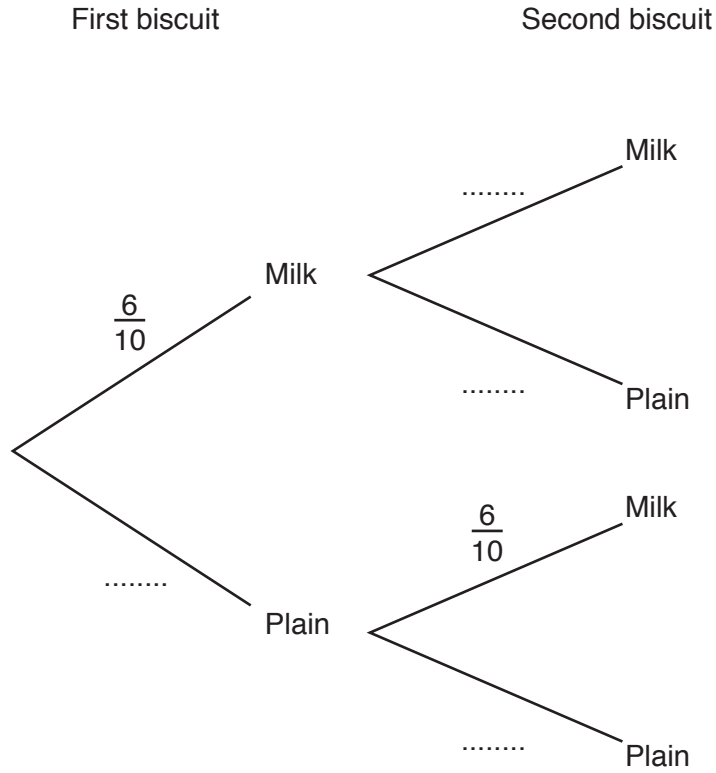 First biscuit
Second biscuit
Milk
........
Milk
6
10
........
Plain
Milk
6
10
........
Plain
........
Plain